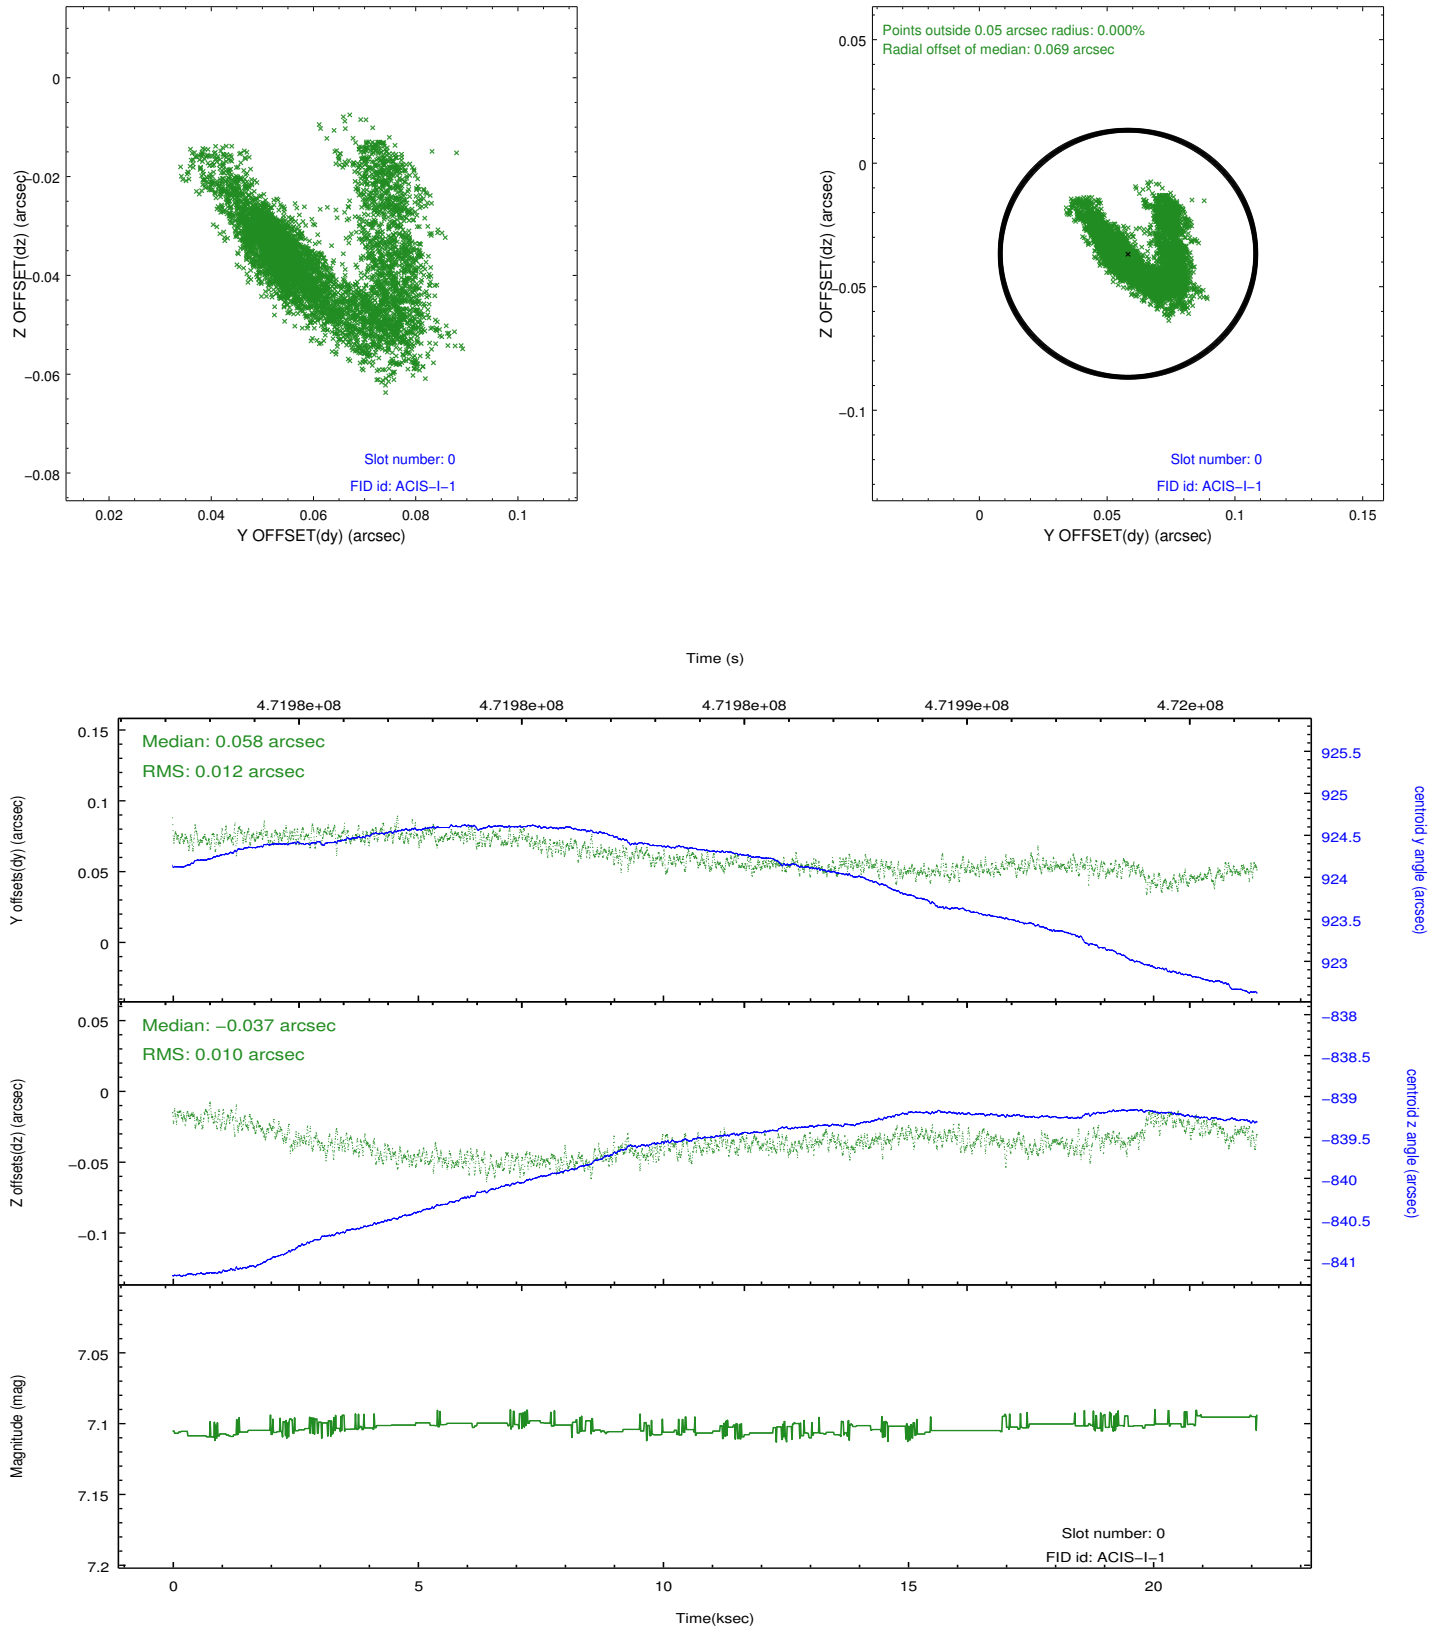 0
−0.02
−0.04
−0.06
−0.08
Z OFFSET(dz) (arcsec)
Slot number: 0
FID id: ACIS−I−1
0.02 0.04 0.06 0.08 0.1
Y OFFSET(dy) (arcsec)
Points outside 0.05 arcsec radius: 0.000%
Radial offset of median: 0.069 arcsec
0.05
0
−0.05
−0.1
Z OFFSET(dz) (arcsec)
Slot number: 0
FID id: ACIS−I−1
0 0.05 0.1 0.15
Y OFFSET(dy) (arcsec)
Time (s)
4.7198e+08 4.7198e+08 4.7198e+08 4.7199e+08 4.72e+08
Median: 0.058 arcsec
RMS: 0.012 arcsec
0.15
0.1
0.05
0
Y offsets(dy) (arcsec)
925.5
925
924.5
924
923.5
923
centroid y angle (arcsec)
Median: −0.037 arcsec
RMS: 0.010 arcsec
0.05
0
−0.05
−0.1
Z offsets(dz) (arcsec)
−838
−838.5
−839
−839.5
−840
−840.5
−841
centroid z angle (arcsec)
7.05
7.1
7.15
7.2
Magnitude (mag)
Slot number: 0
FID id: ACIS−I−1
0 5 10 15 20
Time(ksec)